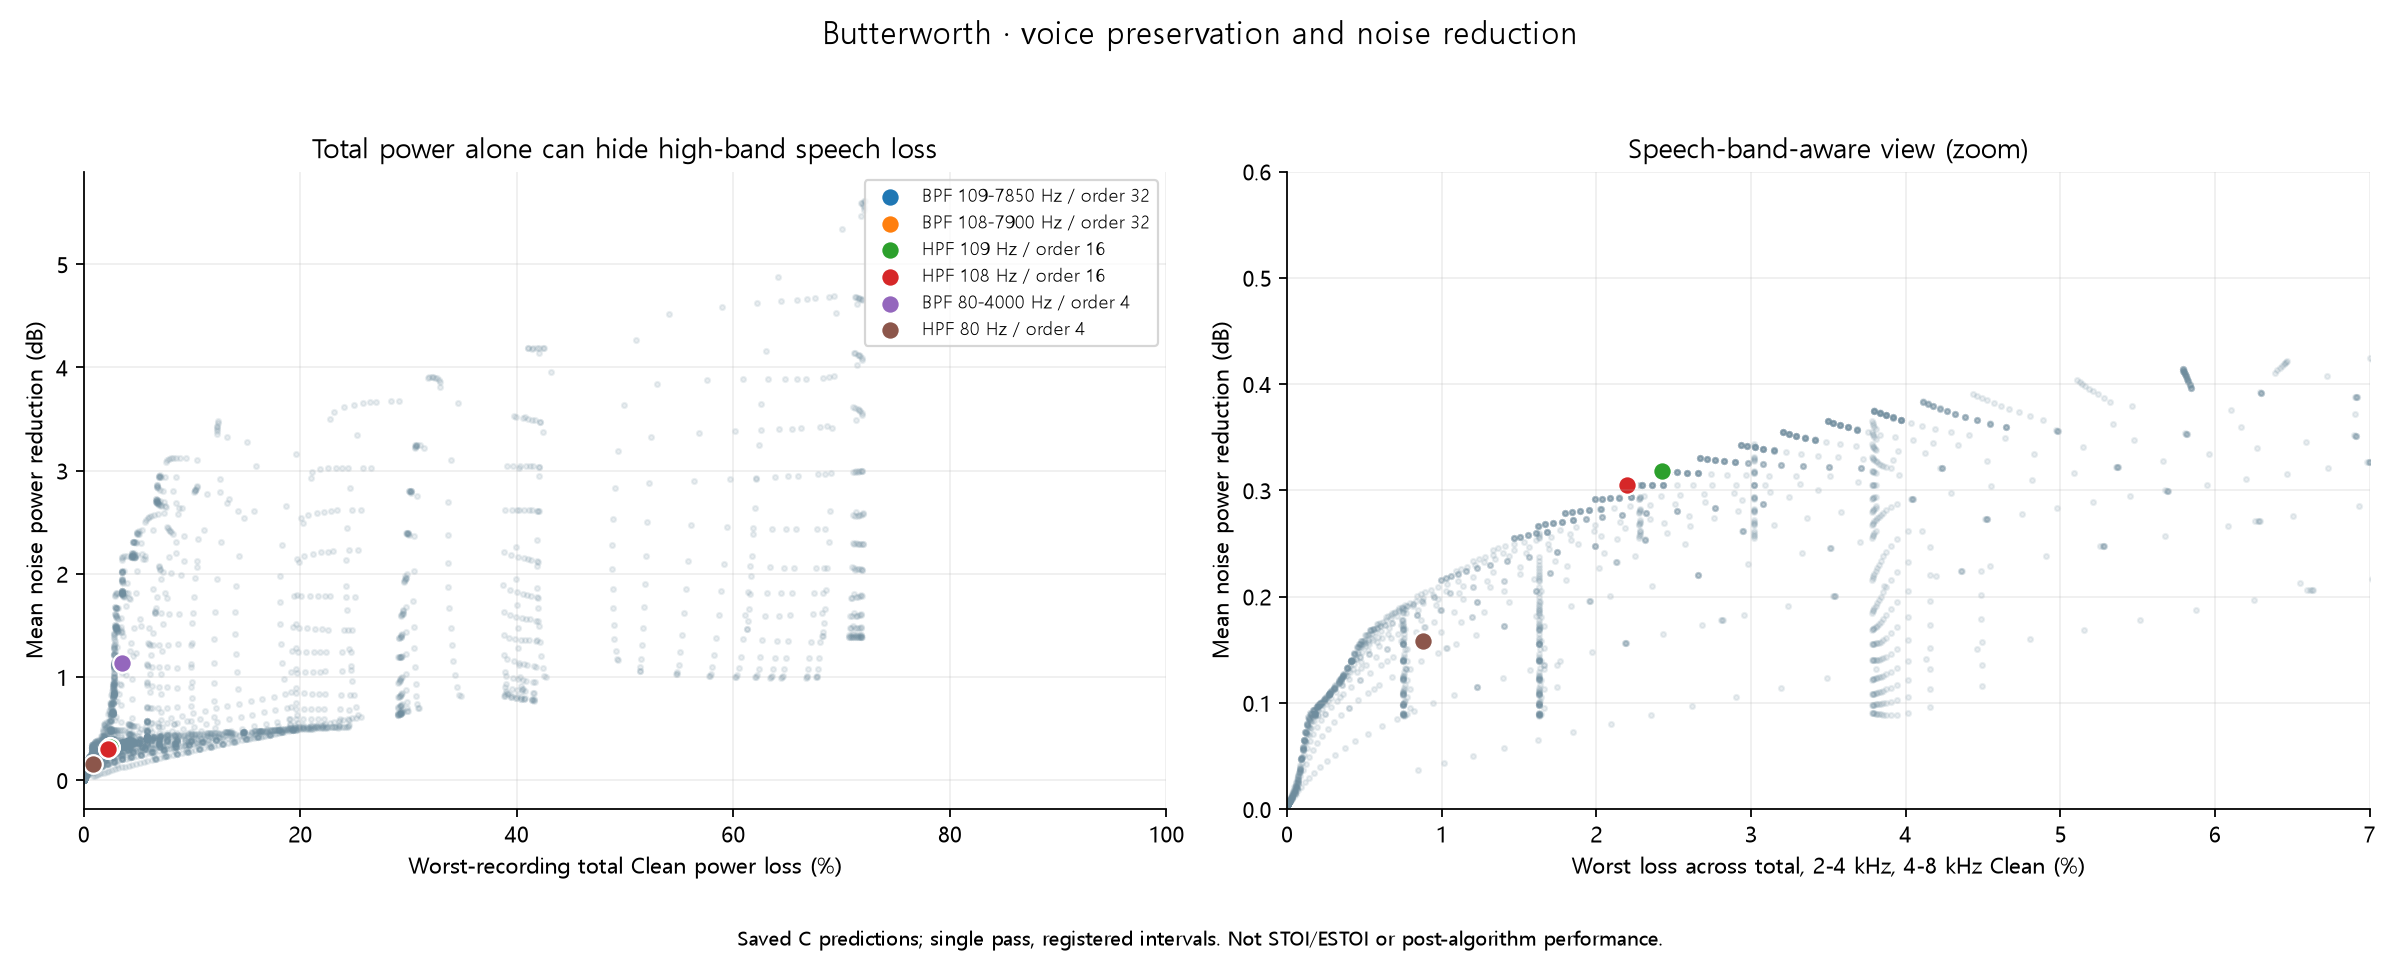 Butterworth · voice preservation and noise reduction
Total power alone can hide high-band speech loss
Mean noise power reduction (dB)
5
4
3
2
1
0
BPF 109-7850 Hz / order 32
BPF 108-7900 Hz / order 32
HPF 109 Hz / order 16
HPF 108 Hz / order 16
BPF 80-4000 Hz / order 4
HPF 80 Hz / order 4
0 20 40 60 80 100
Worst-recording total Clean power loss (%)
Speech-band-aware view (zoom)
Mean noise power reduction (dB)
0.6
0.5
0.4
0.3
0.2
0.1
0.0
0 1 2 3 4 5 6 7
Worst loss across total, 2-4 kHz, 4-8 kHz Clean (%)
Saved C predictions; single pass, registered intervals. Not STOI/ESTOI or post-algorithm performance.